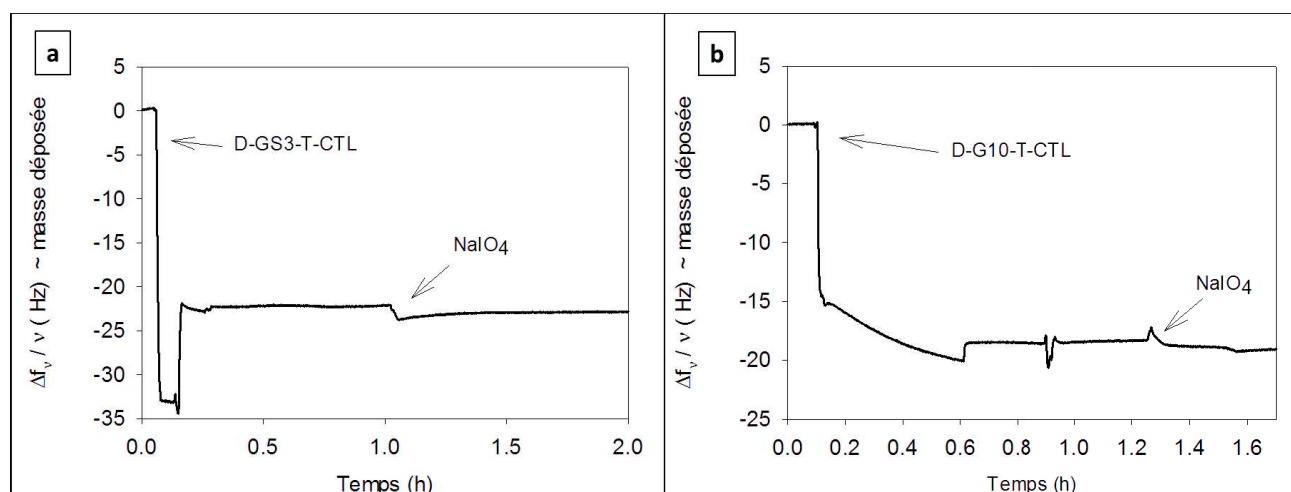 a
5
0
-5
-10
-15
-20
-25
-30
-35
Δfᵥ / ν ( Hz) ~ masse déposée
D-GS3-T-CTL
NaIO₄
0.0 0.5 1.0 1.5 2.0
Temps (h)
b
5
0
-5
-10
-15
-20
-25
Δfᵥ / ν ( Hz) ~ masse déposée
D-G10-T-CTL
NaIO₄
0.0 0.2 0.4 0.6 0.8 1.0 1.2 1.4 1.6
Temps (h)